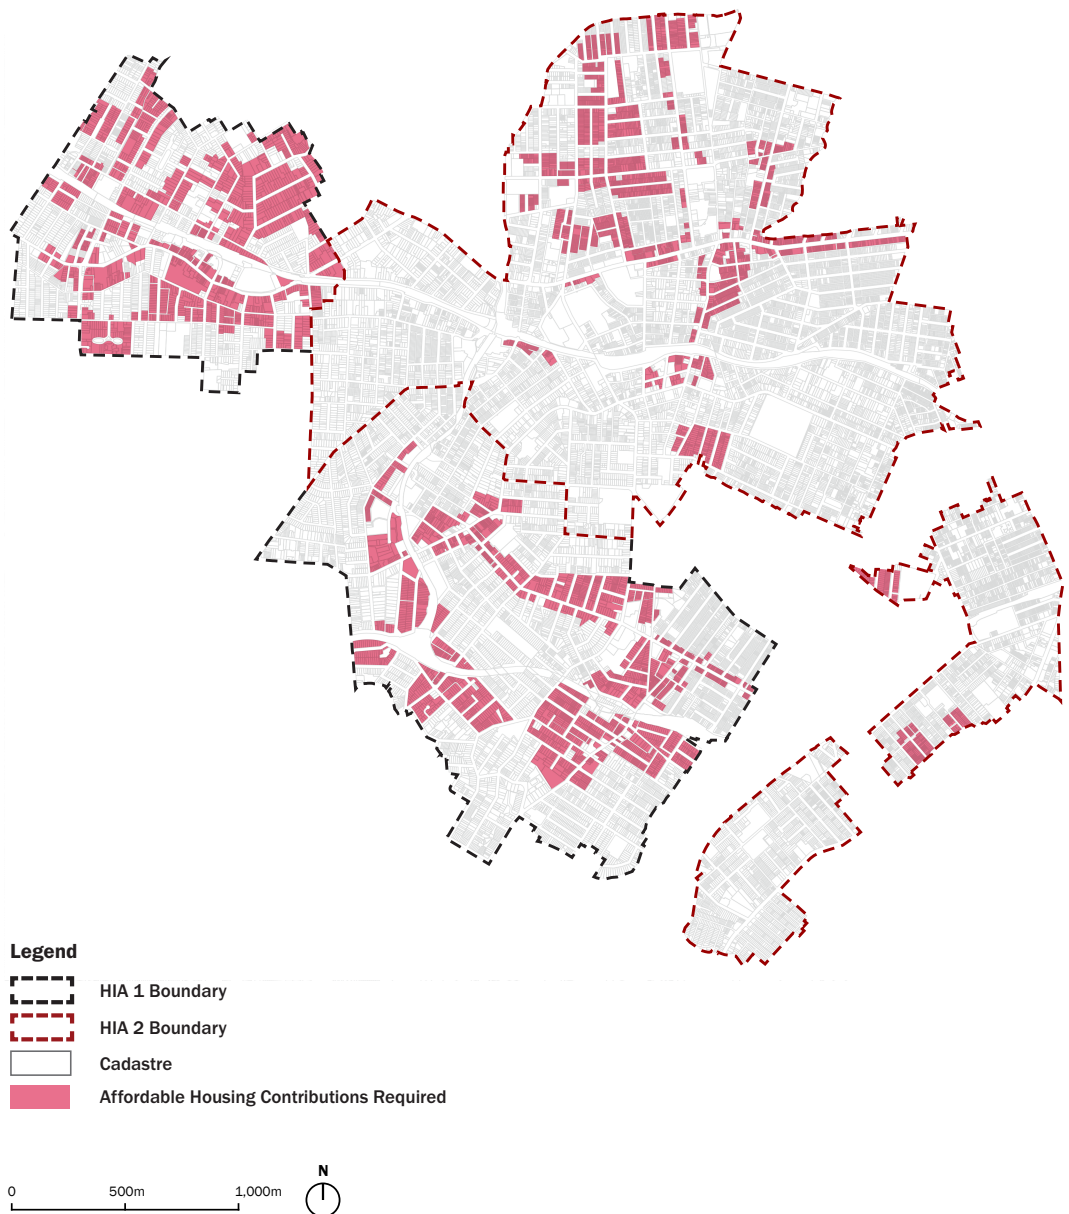 Legend
HIA 1 Boundary
HIA 2 Boundary
Cadastre
Affordable Housing Contributions Required
0 500m 1,000m
N